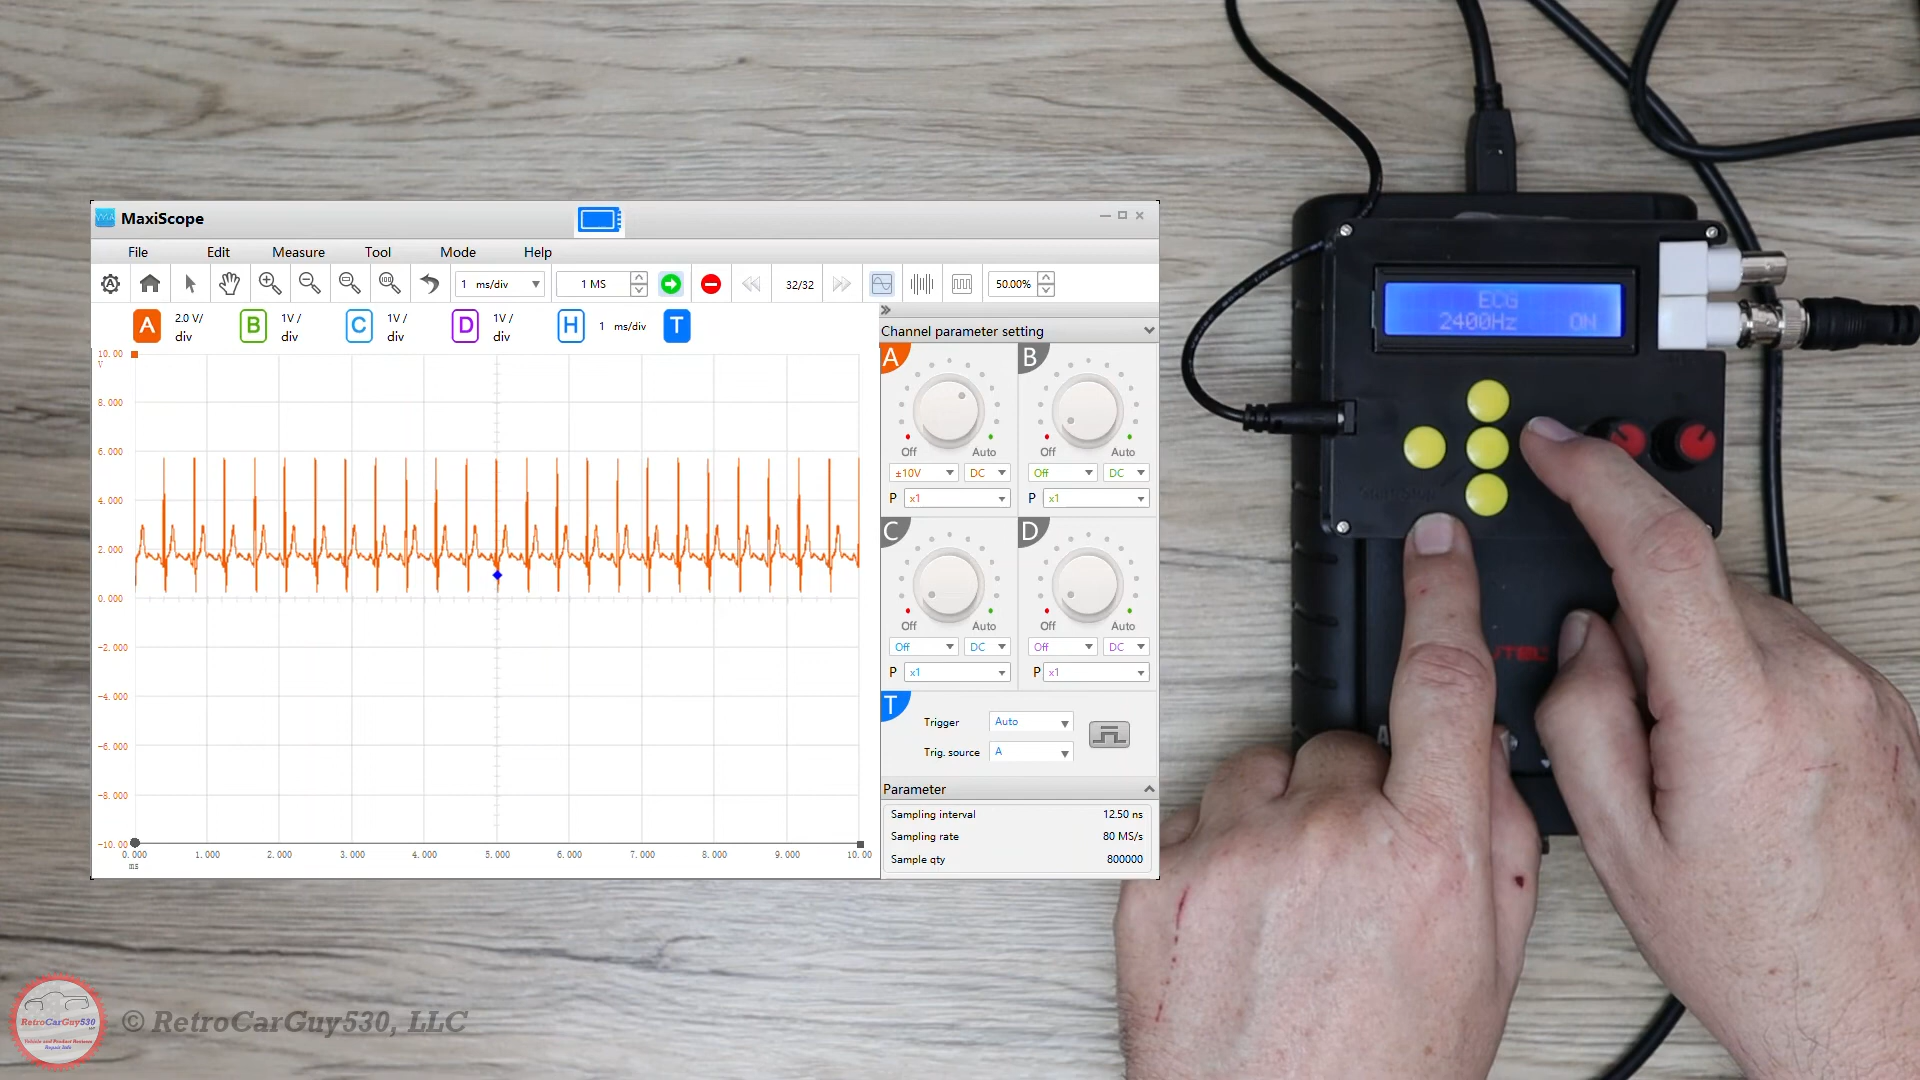 MaxiScope
File Edit Measure Tool Mode Help
1 ms/div 1 MS 32/32 50.00%
A 2.0 V/ div B 1V / div C 1V / div D 1V / div H 1 ms/div T
Channel parameter setting
10.00
V
8.000
6.000
4.000
2.000
0.000
-2.000
-4.000
-6.000
-8.000
-10.00
0.000 1.000 2.000 3.000 4.000 5.000 6.000 7.000 8.000 9.000 10.00
ms
A B
Off Auto Off Auto
±10V DC Off DC
P x1 P x1
C D
Off Auto Off Auto
Off DC Off DC
P x1 P x1
T
Trigger Auto
Trig. source A
Parameter
Sampling interval 12.50 ns
Sampling rate 80 MS/s
Sample qty 800000
ECG
2400Hz ON
RetroCarGuy530
© RetroCarGuy530, LLC